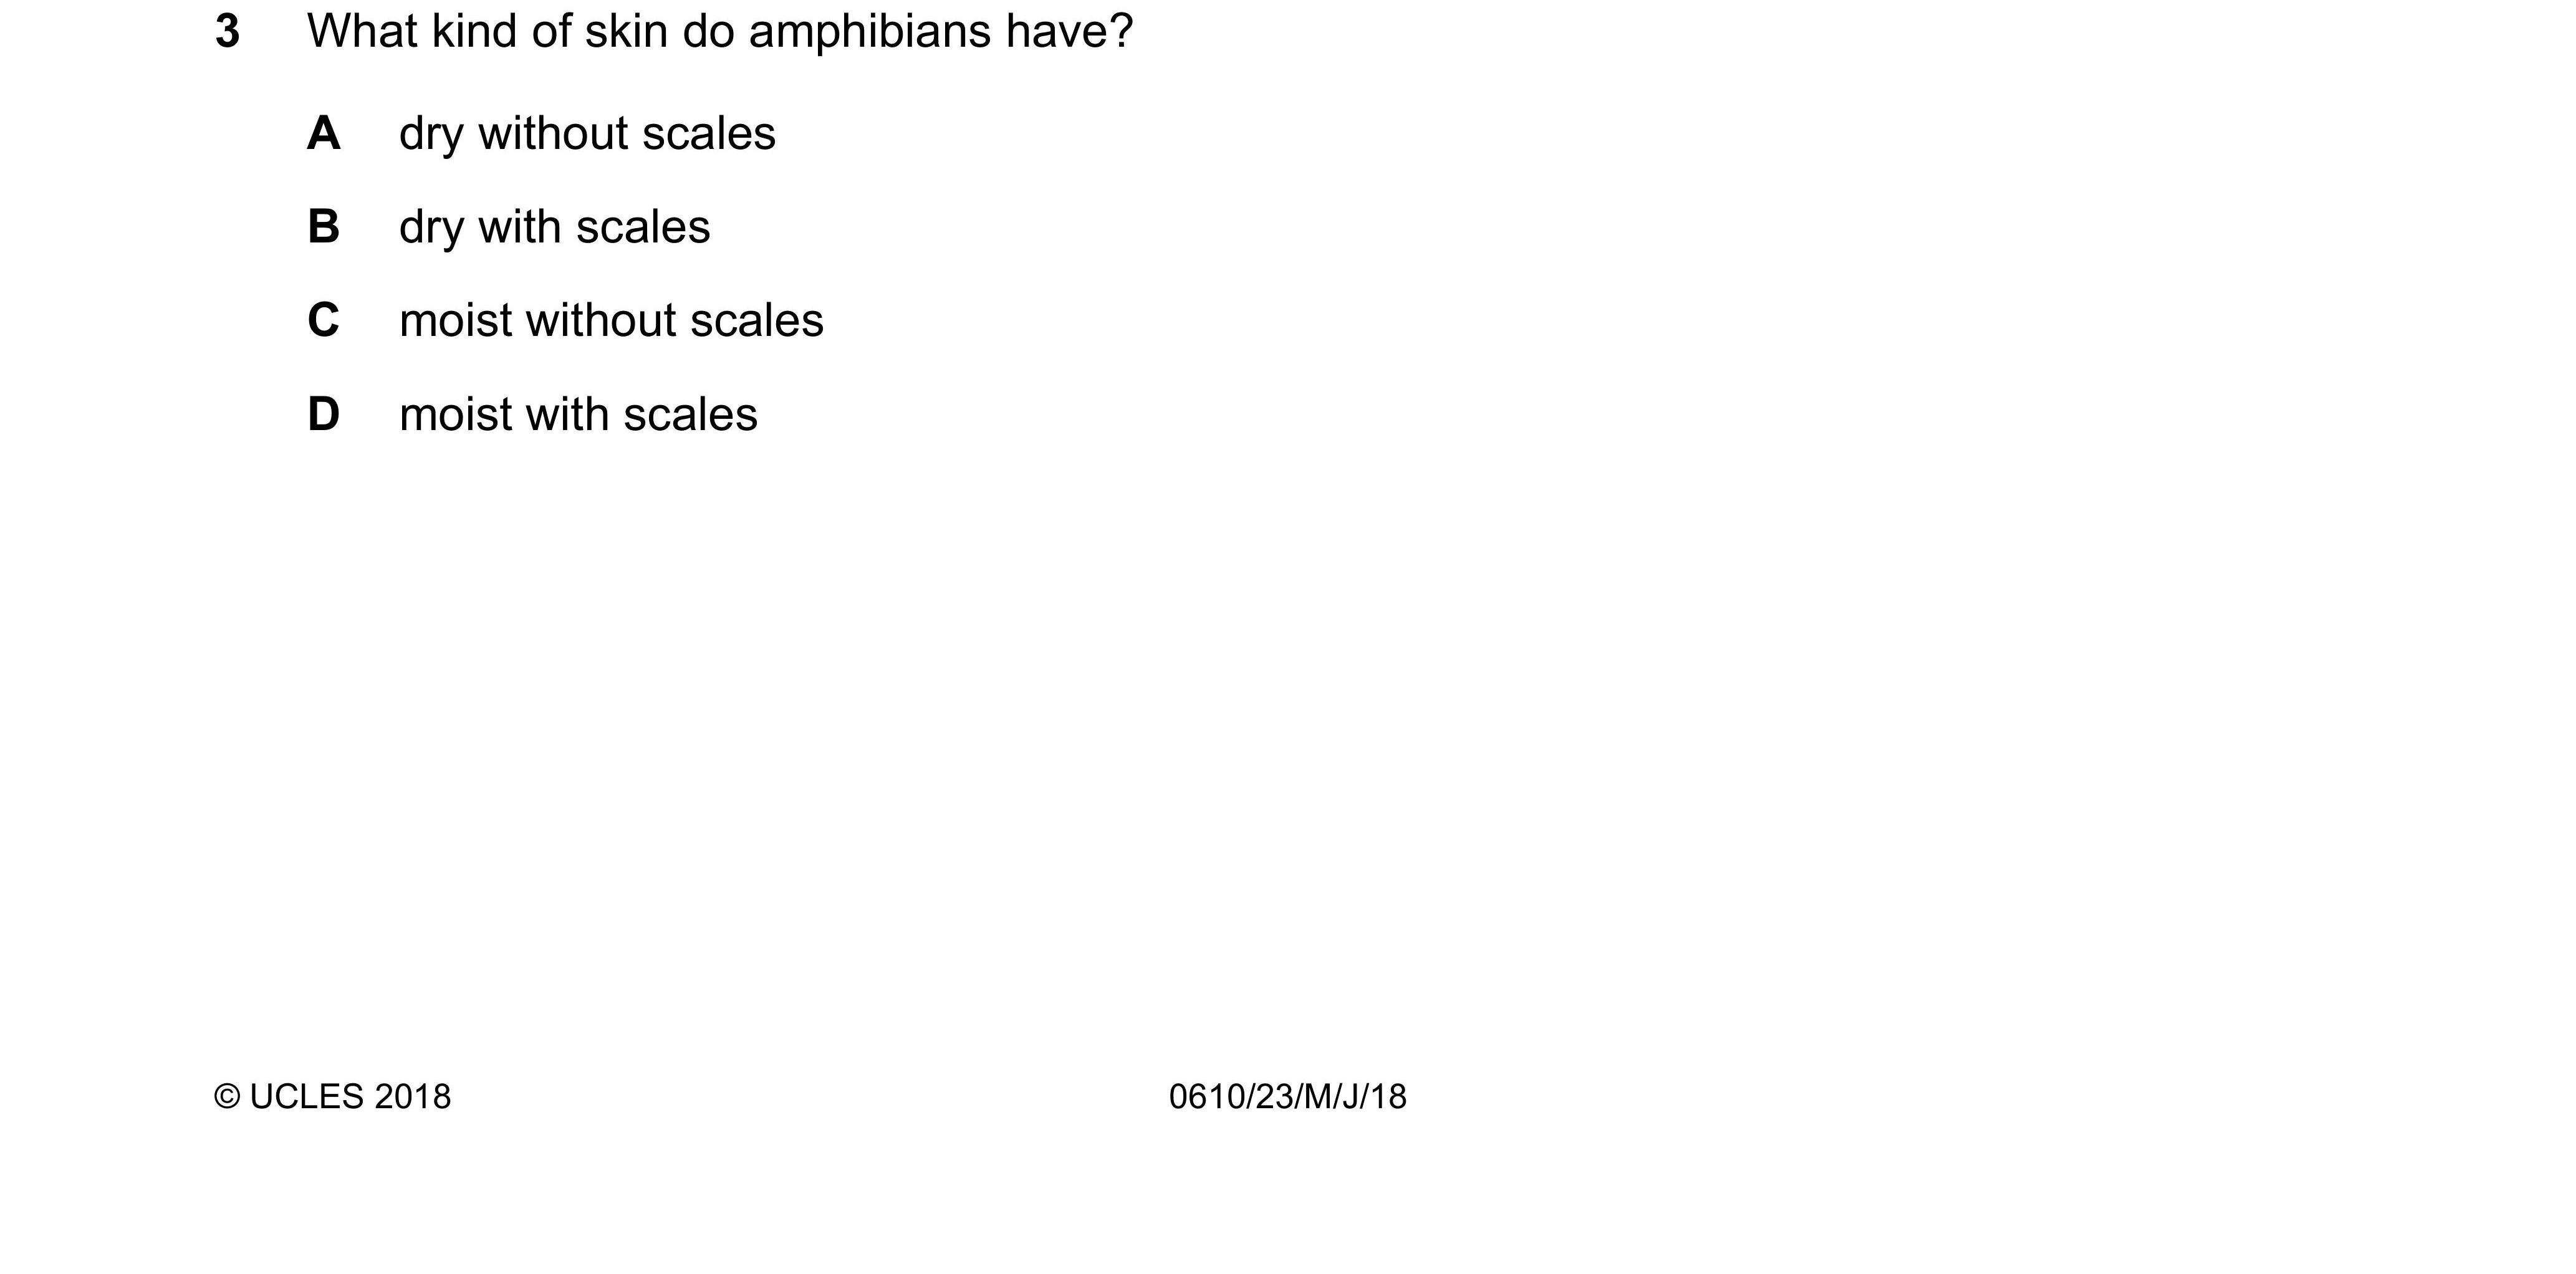 3 What kind of skin do amphibians have?
A dry without scales
B dry with scales
C moist without scales
D moist with scales
© UCLES 2018 0610/23/M/J/18